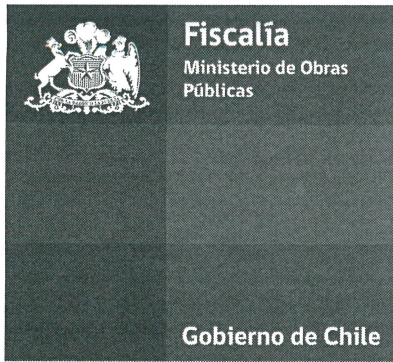 Fiscalía
Ministerio de Obras
Públicas
Gobierno de Chile